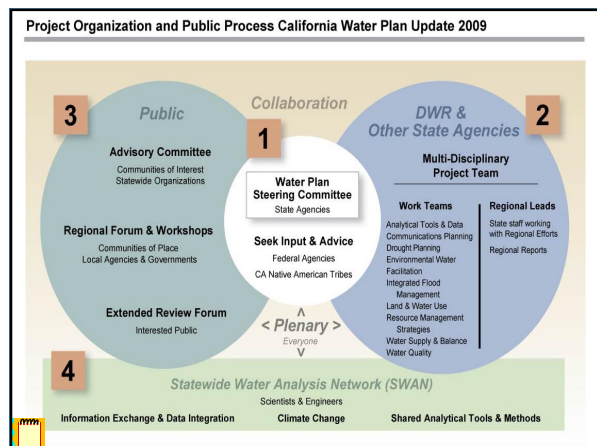 Project Organization and Public Process California Water Plan Update 2009
3
Public
Advisory Committee
Communities of Interest
Statewide Organizations
Regional Forum & Workshops
Communities of Place
Local Agencies & Governments
Extended Review Forum
Interested Public
Collaboration
1
Water Plan
Steering Committee
State Agencies
Seek Input & Advice
Federal Agencies
CA Native American Tribes
< Plenary >
Everyone
2
DWR &
Other State Agencies
Multi-Disciplinary
Project Team
Work Teams
Analytical Tools & Data
Communications Planning
Drought Planning
Environmental Water
Facilitation
Integrated Flood
Management
Land & Water Use
Resource Management
Strategies
Water Supply & Balance
Water Quality
Regional Leads
State staff working
with Regional Efforts
Regional Reports
4
Statewide Water Analysis Network (SWAN)
Scientists & Engineers
Information Exchange & Data Integration
Climate Change
Shared Analytical Tools & Methods